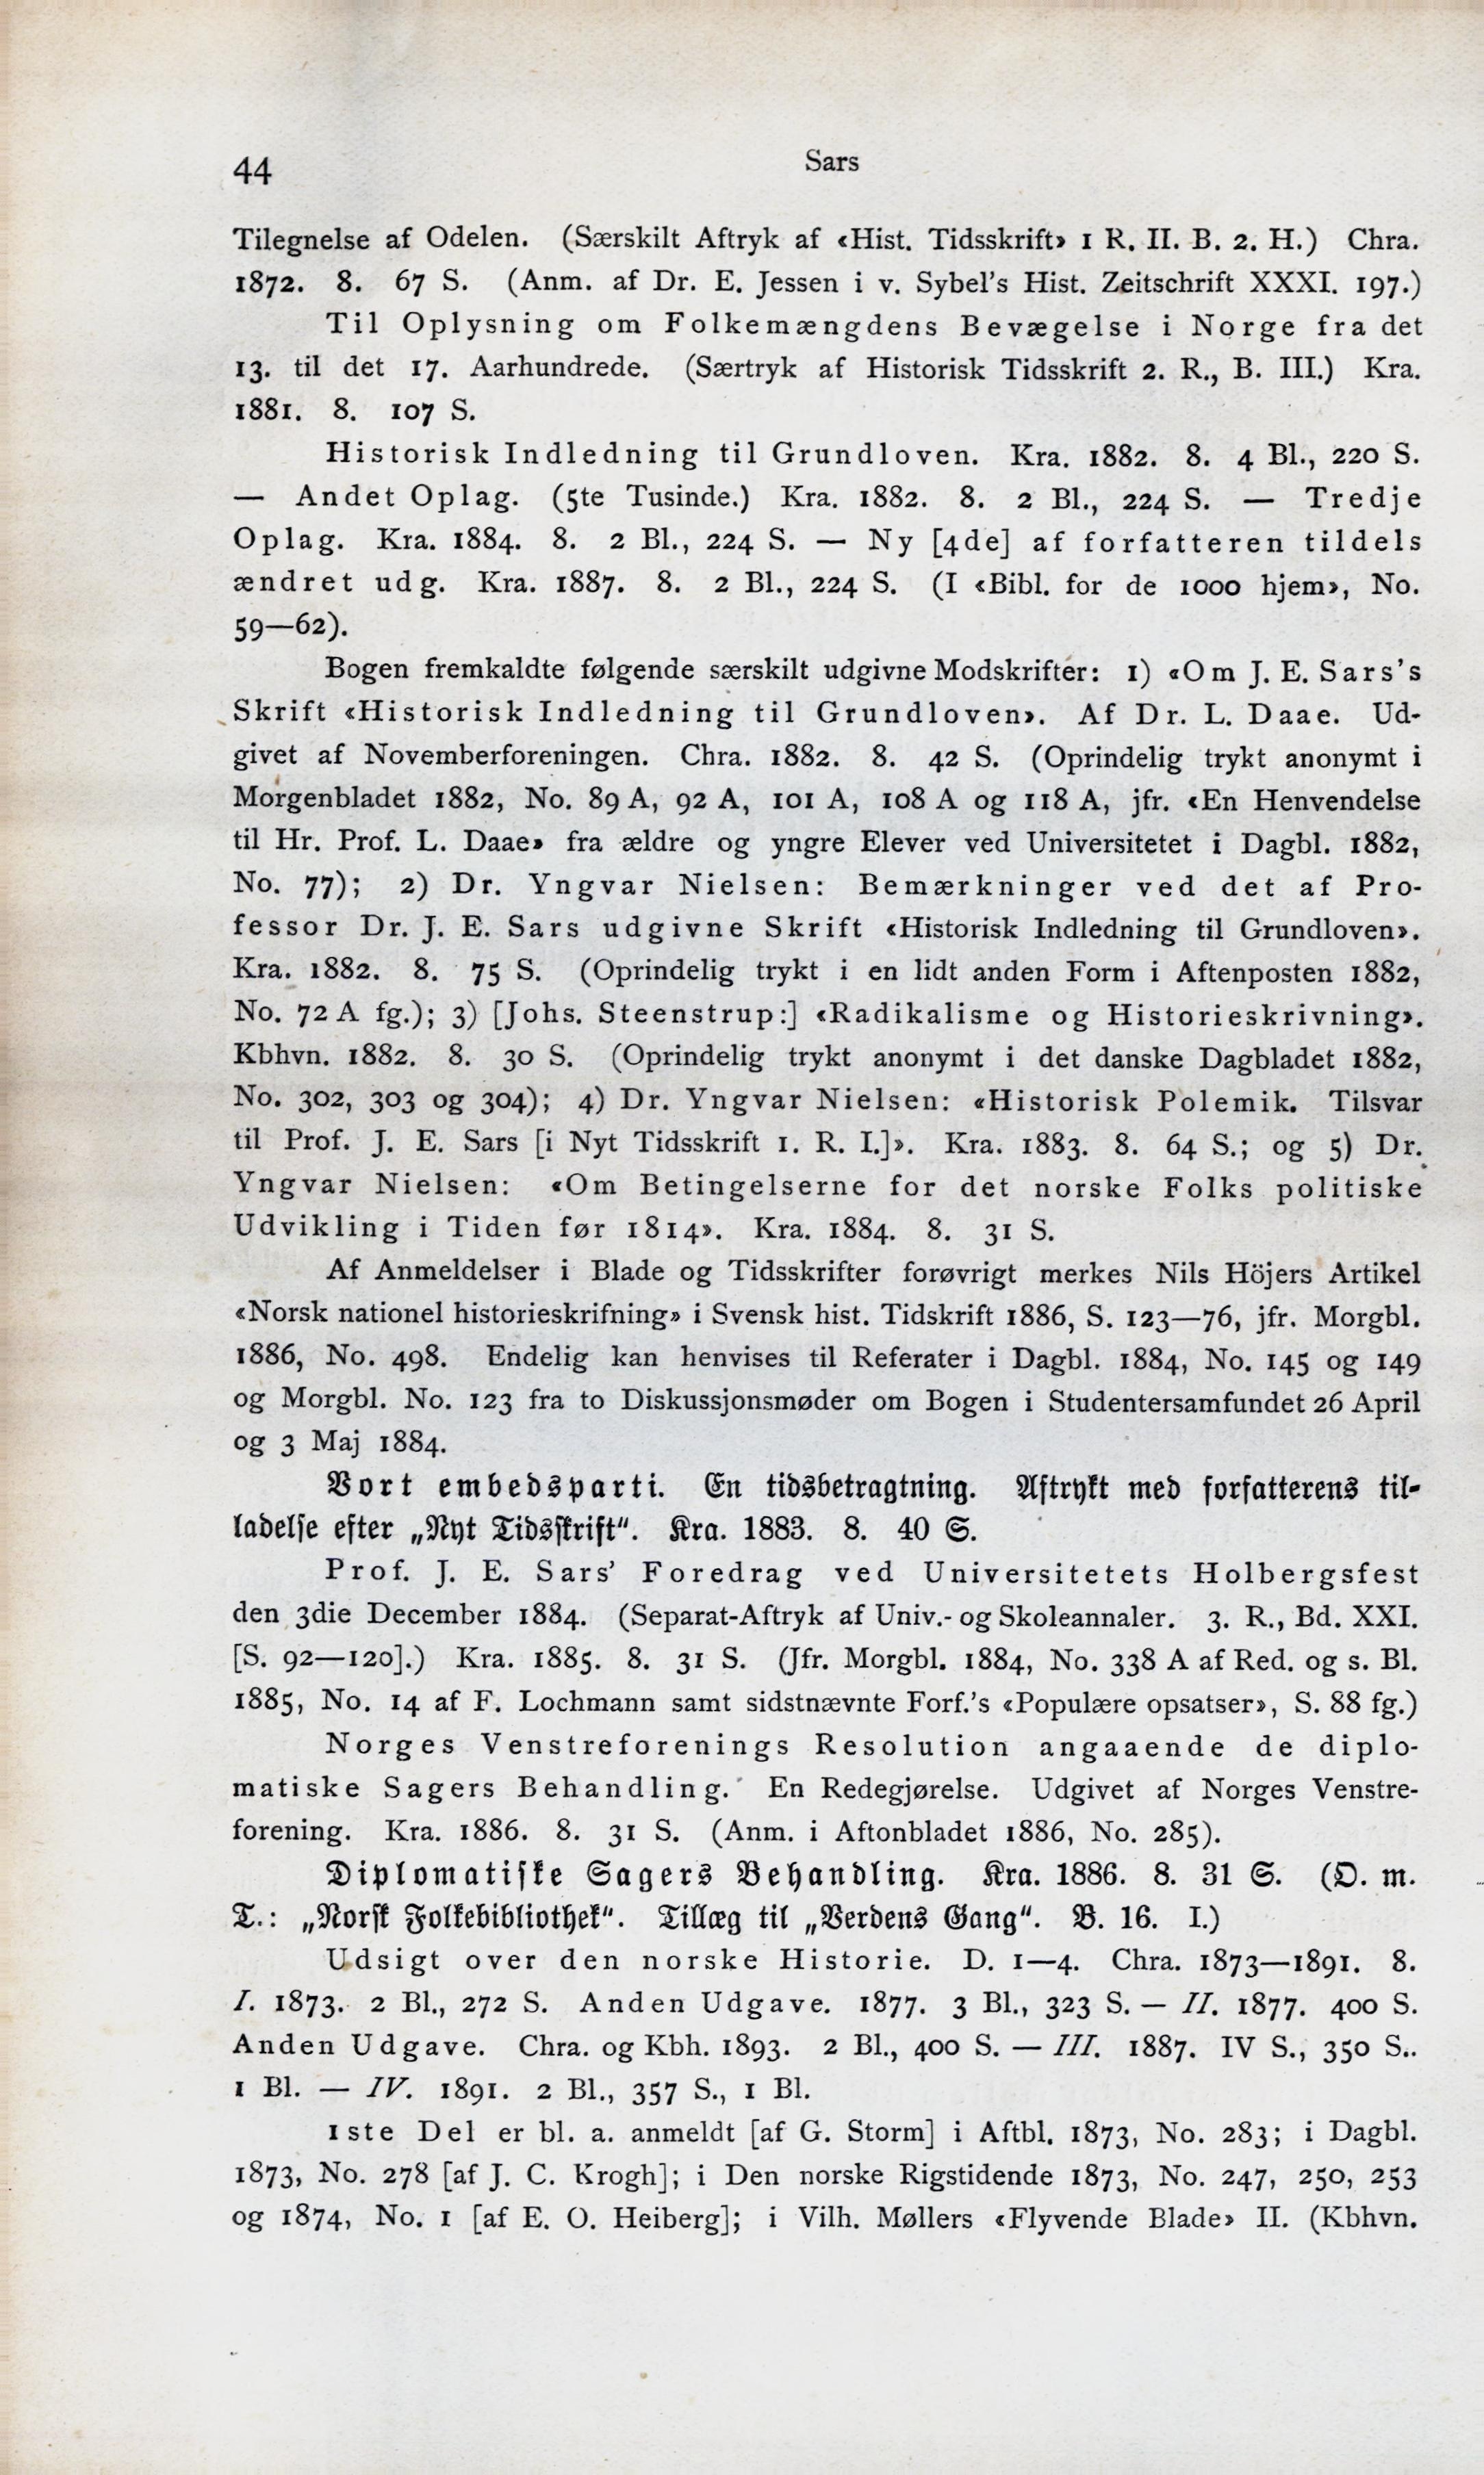 44
Sars
Tilegnelse af Odelen. (Særskilt Aftryk af «Hist. Tidsskrift» 1 R. II. B. 2. H.) Chra.
1872. 8. 67 S. (Anm. af Dr. E. Jessen i v. Sybel's Hist. Zeitschrift XXXI. 197.)
Til Oplysning om Folkemængdens Bevægelse i Norge fra det
13. til det 17. Aarhundrede. (Særtryk af Historisk Tidsskrift 2. R., B. III.) Kra.
1881. 8. 107 S.
Historisk Indledning til Grundloven. Kra. 1882. 8. 4 Bl., 220 S.
— Andet Oplag. (5te Tusinde.) Kra. 1882. 8. 2 Bl., 224 S. — Tredje
Oplag. Kra. 1884. 8. 2 Bl., 224 S. — Ny [4de] af forfatteren tildels
ændret udg. Kra. 1887. 8. 2 Bl., 224 S. (I «Bibl. for de 1000 hjem», No.
59—62).
Bogen fremkaldte følgende særskilt udgivne Modskrifter: 1) «Om J. E. Sars's
Skrift «Historisk Indledning til Grundloven». Af Dr. L. Daae. Ud-
givet af Novemberforeningen. Chra. 1882. 8. 42 S. (Oprindelig trykt anonymt i
Morgenbladet 1882, No. 89 A, 92 A, 101 A, 108 A og 118 A, jfr. «En Henvendelse
til Hr. Prof. L. Daae» fra ældre og yngre Elever ved Universitetet i Dagbl. 1882,
No. 77); 2) Dr. Yngvar Nielsen: Bemærkninger ved det af Pro-
fessor Dr. J. E. Sars udgivne Skrift «Historisk Indledning til Grundloven».
Kra. 1882. 8. 75 S. (Oprindelig trykt i en lidt anden Form i Aftenposten 1882,
No. 72 A fg.); 3) [Johs. Steenstrup:] «Radikalisme og Historieskrivning».
Kbhvn. 1882. 8. 30 S. (Oprindelig trykt anonymt i det danske Dagbladet 1882,
No. 302, 303 og 304); 4) Dr. Yngvar Nielsen: «Historisk Polemik. Tilsvar
til Prof. J. E. Sars [i Nyt Tidsskrift 1. R. I.]». Kra. 1883. 8. 64 S.; og 5) Dr.
Yngvar Nielsen: «Om Betingelserne for det norske Folks politiske
Udvikling i Tiden før 1814». Kra. 1884. 8. 31 S.
Af Anmeldelser i Blade og Tidsskrifter forøvrigt merkes Nils Höjers Artikel
«Norsk nationel historieskrifning» i Svensk hist. Tidskrift 1886, S. 123—76, jfr. Morgbl.
1886, No. 498. Endelig kan henvises til Referater i Dagbl. 1884, No. 145 og 149
og Morgbl. No. 123 fra to Diskussjonsmøder om Bogen i Studentersamfundet 26 April
og 3 Maj 1884.
Vort embedsparti. En tidsbetragtning. Aftrykt med forfatterens til-
ladelse efter „Nyt Tidsskrift“. Kra. 1883. 8. 40 S.
Prof. J. E. Sars' Foredrag ved Universitetets Holbergsfest
den 3die December 1884. (Separat-Aftryk af Univ.- og Skoleannaler. 3. R., Bd. XXI.
[S. 92—120].) Kra. 1885. 8. 31 S. (Jfr. Morgbl. 1884, No. 338 A af Red. og s. Bl.
1885, No. 14 af F. Lochmann samt sidstnævnte Forf.'s «Populære opsatser», S. 88 fg.)
Norges Venstreforenings Resolution angaaende de diplo-
matiske Sagers Behandling. En Redegjørelse. Udgivet af Norges Venstre-
forening. Kra. 1886. 8. 31 S. (Anm. i Aftonbladet 1886, No. 285).
Diplomatiske Sagers Behandling. Kra. 1886. 8. 31 S. (O. m.
T.: „Norsk Folkebibliothek“. Tillæg til „Verdens Gang“. B. 16. I.)
Udsigt over den norske Historie. D. 1—4. Chra. 1873—1891. 8.
I. 1873. 2 Bl., 272 S. Anden Udgave. 1877. 3 Bl., 323 S. — II. 1877. 400 S.
Anden Udgave. Chra. og Kbh. 1893. 2 Bl., 400 S. — III. 1887. IV S., 350 S..
1 Bl. — IV. 1891. 2 Bl., 357 S., 1 Bl.
1ste Del er bl. a. anmeldt [af G. Storm] i Aftbl. 1873, No. 283; i Dagbl.
1873, No. 278 [af J. C. Krogh]; i Den norske Rigstidende 1873, No. 247, 250, 253
og 1874, No. 1 [af E. O. Heiberg]; i Vilh. Møllers «Flyvende Blade» II. (Kbhvn.